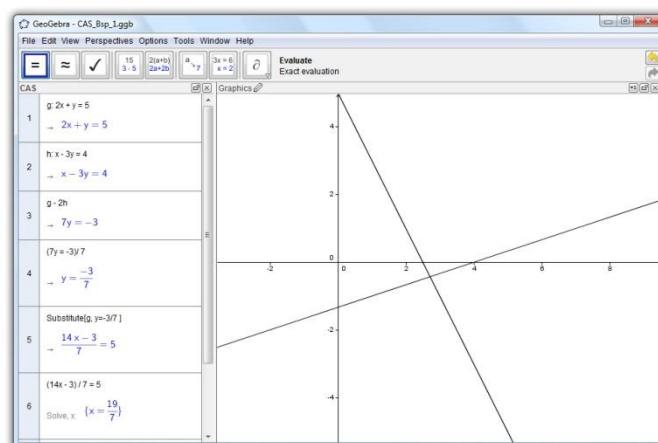 GeoGebra - CAS_Bsp_1.ggb
File Edit View Perspectives Options Tools Window Help
= ≈ ✓ 15 3 · 5 2(a+b) 2a+2b a 7 3x = 6 x = 2 ∂ Evaluate
Exact evaluation
CAS Graphics
1 g: 2x + y = 5
→ 2x + y = 5
2 h: x - 3y = 4
→ x − 3y = 4
3 g - 2h
→ 7y = −3
4 (7y = -3)/ 7
→ y = −3/7
5 Substitute[g, y=-3/7 ]
→ 14 x − 3/7 = 5
6 (14x - 3) / 7 = 5
Solve, x: {x = 19/7}
4
2
0
-2
-4
-2 0 2 4 6 8